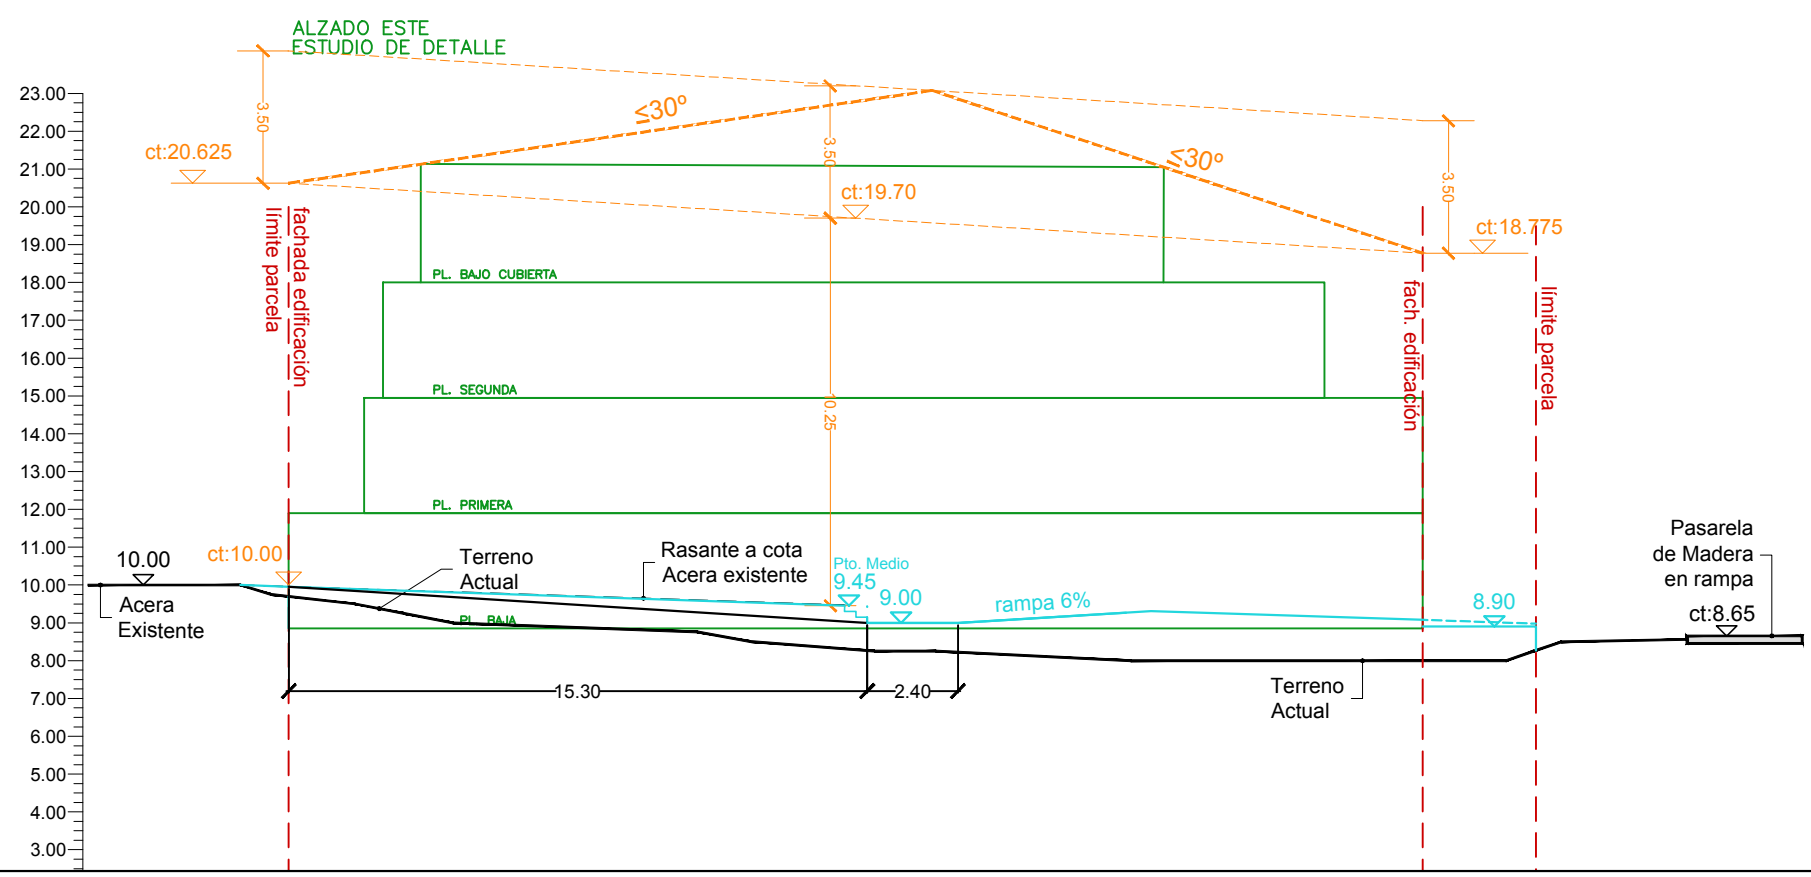 ALZADO ESTE
ESTUDIO DE DETALLE
23.00
22.00
21.00
20.00
19.00
18.00
17.00
16.00
15.00
14.00
13.00
12.00
11.00
10.00
9.00
8.00
7.00
6.00
5.00
4.00
3.00
3.50
ct:20.625
≤30º
3.50
ct:19.70
≤30º
3.50
ct:18.775
límite parcela
fachada edificación
fach. edificación
límite parcela
PL. BAJO CUBIERTA
PL. SEGUNDA
10.25
PL. PRIMERA
10.00
ct:10.00
Acera
Existente
Terreno
Actual
Rasante a cota
Acera existente
Pto. Medio
9.45
9.00
rampa 6%
8.90
Pasarela
de Madera
en rampa
ct:8.65
PL. BAJA
15.30
2.40
Terreno
Actual